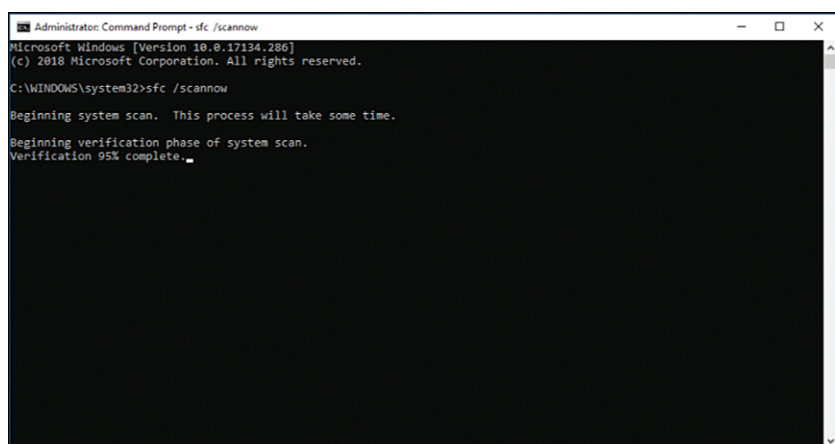 Administrator: Command Prompt - sfc /scannow
Microsoft Windows [Version 10.0.17134.286]
(c) 2018 Microsoft Corporation. All rights reserved.
C:\WINDOWS\system32>sfc /scannow
Beginning system scan.  This process will take some time.
Beginning verification phase of system scan.
Verification 95% complete.